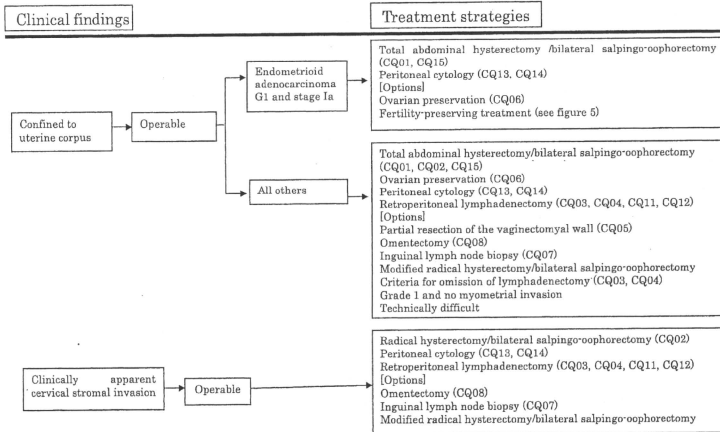 Clinical findings
Treatment strategies
Confined to
uterine corpus
Operable
Endometrioid
adenocarcinoma
G1 and stage Ia
Total abdominal hysterectomy /bilateral salpingo-oophorectomy
(CQ01, CQ15)
Peritoneal cytology (CQ13, CQ14)
[Options]
Ovarian preservation (CQ06)
Fertility-preserving treatment (see figure 5)
All others
Total abdominal hysterectomy/bilateral salpingo-oophorectomy
(CQ01, CQ02, CQ15)
Ovarian preservation (CQ06)
Peritoneal cytology (CQ13, CQ14)
Retroperitoneal lymphadenectomy (CQ03, CQ04, CQ11, CQ12)
[Options]
Partial resection of the vaginectomyal wall (CQ05)
Omentectomy (CQ08)
Inguinal lymph node biopsy (CQ07)
Modified radical hysterectomy/bilateral salpingo-oophorectomy
Criteria for omission of lymphadenectomy (CQ03, CQ04)
Grade 1 and no myometrial invasion
Technically difficult
Clinically apparent
cervical stromal invasion
Operable
Radical hysterectomy/bilateral salpingo-oophorectomy (CQ02)
Peritoneal cytology (CQ13, CQ14)
Retroperitoneal lymphadenectomy (CQ03, CQ04, CQ11, CQ12)
[Options]
Omentectomy (CQ08)
Inguinal lymph node biopsy (CQ07)
Modified radical hysterectomy/bilateral salpingo-oophorectomy